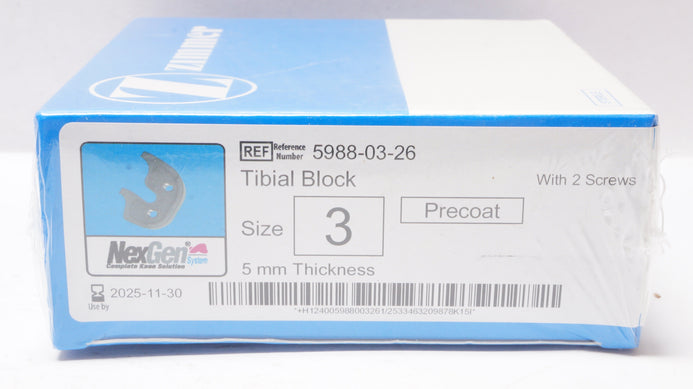 zimmer
REF Reference Number 5988-03-26
Tibial Block
With 2 Screws
Size 3 Precoat
5 mm Thickness
NexGen® System
Complete Knee Solution
Use by 2025-11-30
*+H124005988003261/2533463209878K15I*